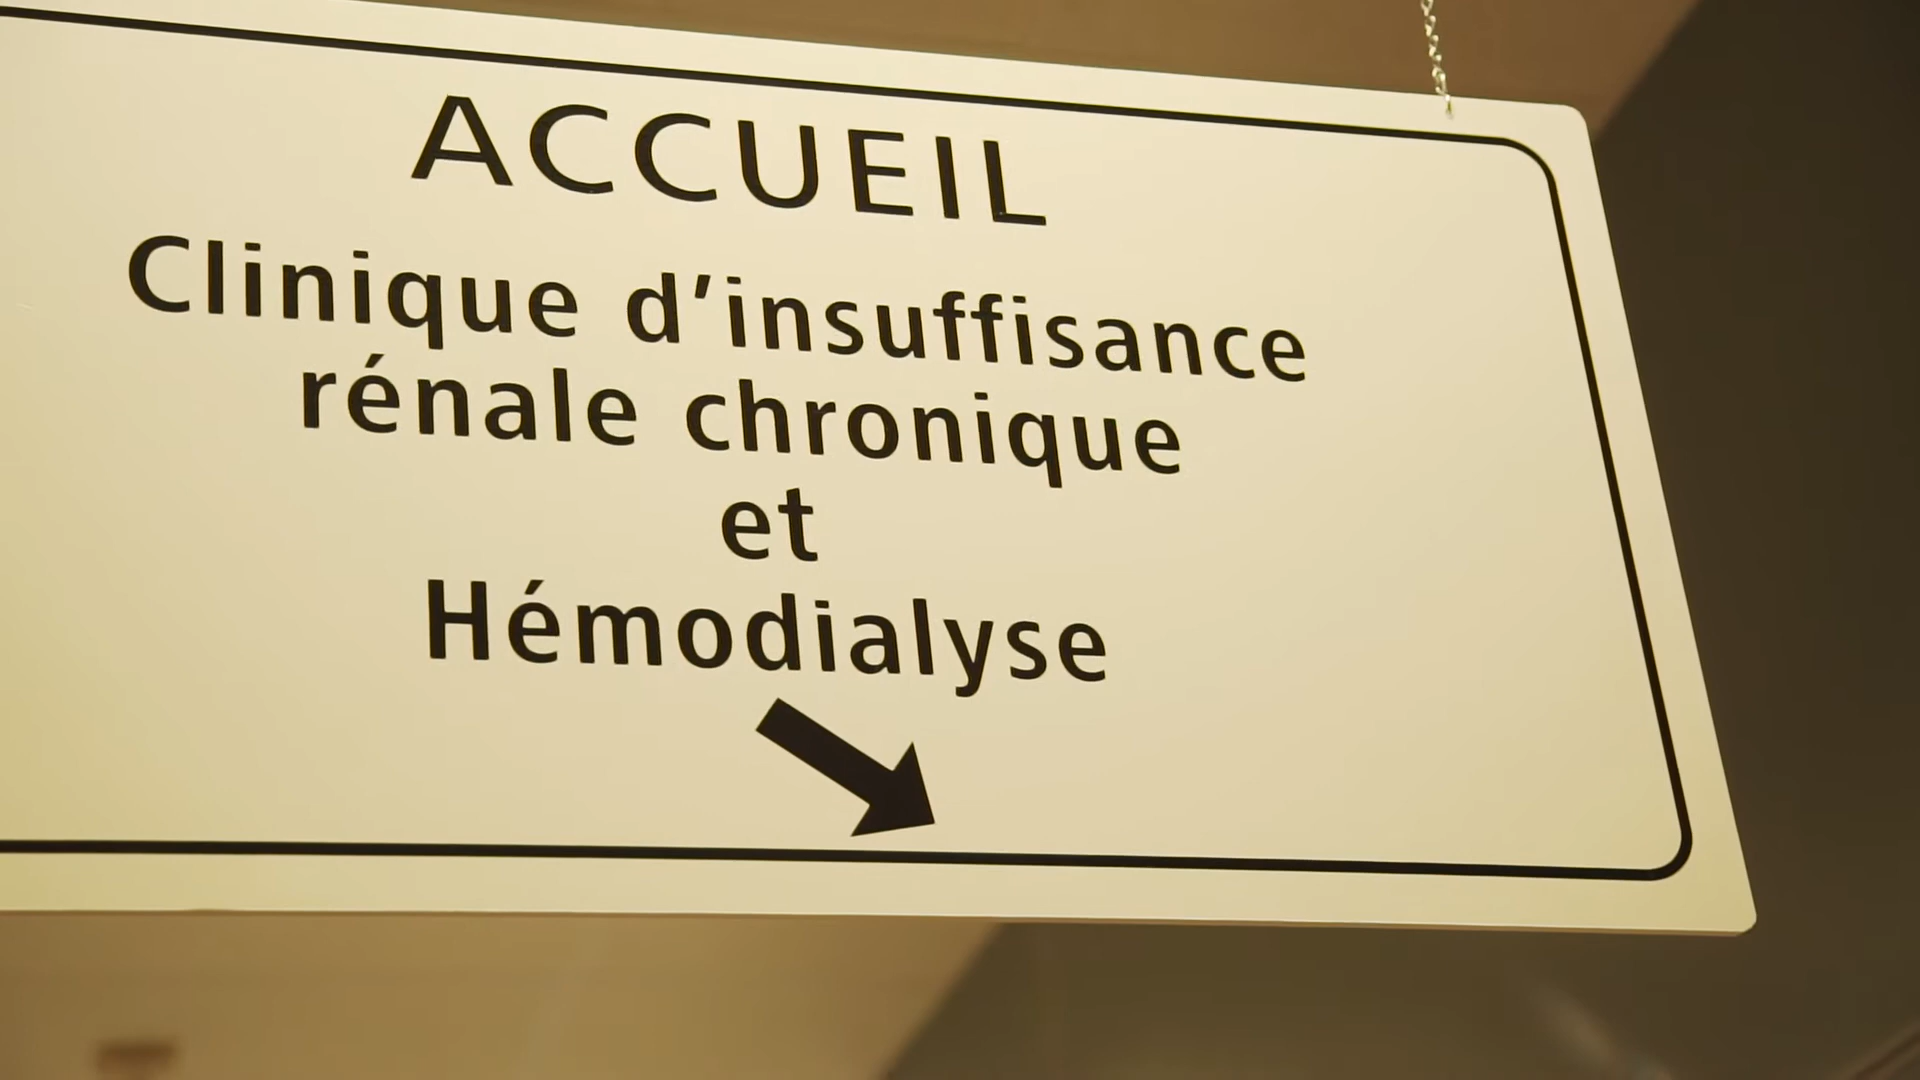 ACCUEIL
Clinique d’insuffisance
rénale chronique
et
Hémodialyse